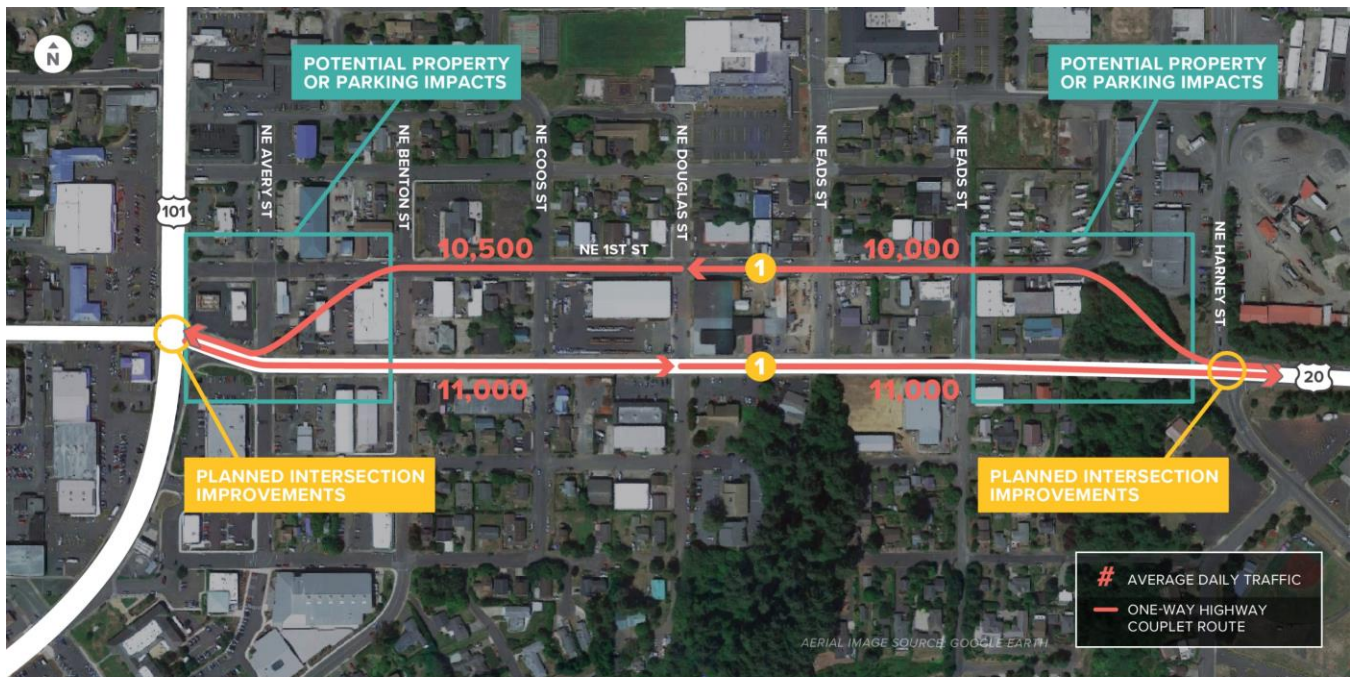 N
POTENTIAL PROPERTY
OR PARKING IMPACTS
POTENTIAL PROPERTY
OR PARKING IMPACTS
101
NE AVERY ST
NE BENTON ST
NE COOS ST
NE DOUGLAS ST
NE EADS ST
NE EADS ST
NE HARNEY ST
10,500
NE 1ST ST
1
10,000
11,000
1
11,000
20
PLANNED INTERSECTION
IMPROVEMENTS
PLANNED INTERSECTION
IMPROVEMENTS
# AVERAGE DAILY TRAFFIC
ONE-WAY HIGHWAY
COUPLET ROUTE
AERIAL IMAGE SOURCE: GOOGLE EARTH